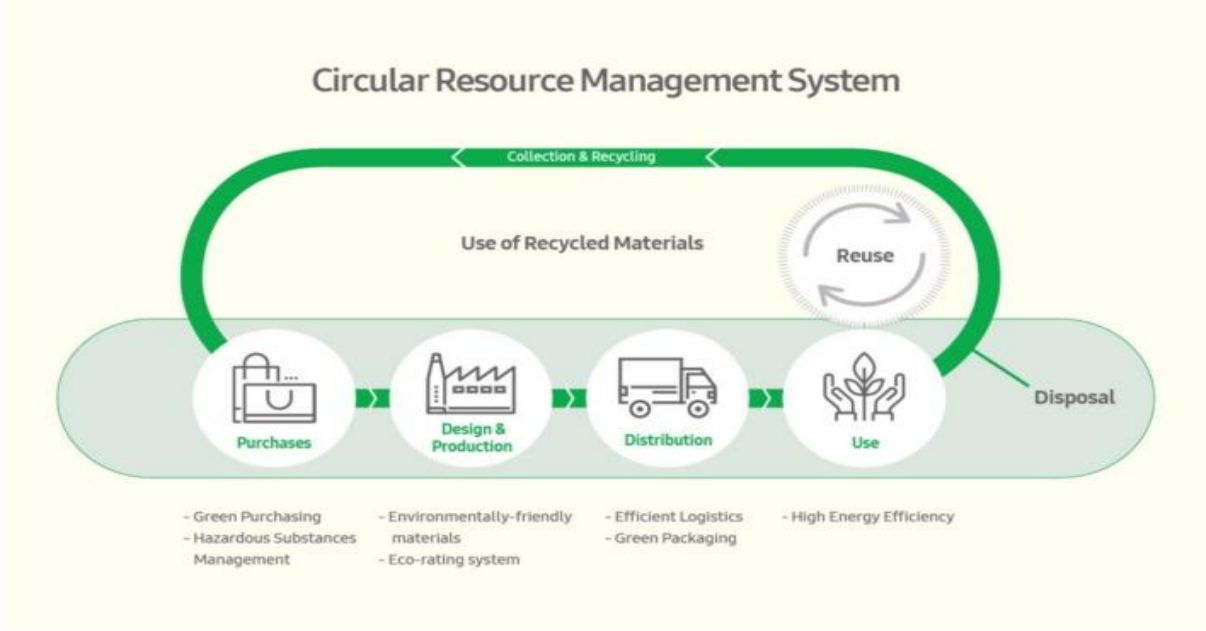 Circular Resource Management System
Collection & Recycling
Use of Recycled Materials
Reuse
Disposal
Purchases
Design &
Production
Distribution
Use
- Green Purchasing
- Hazardous Substances
Management
- Environmentally-friendly
materials
- Eco-rating system
- Efficient Logistics
- Green Packaging
- High Energy Efficiency